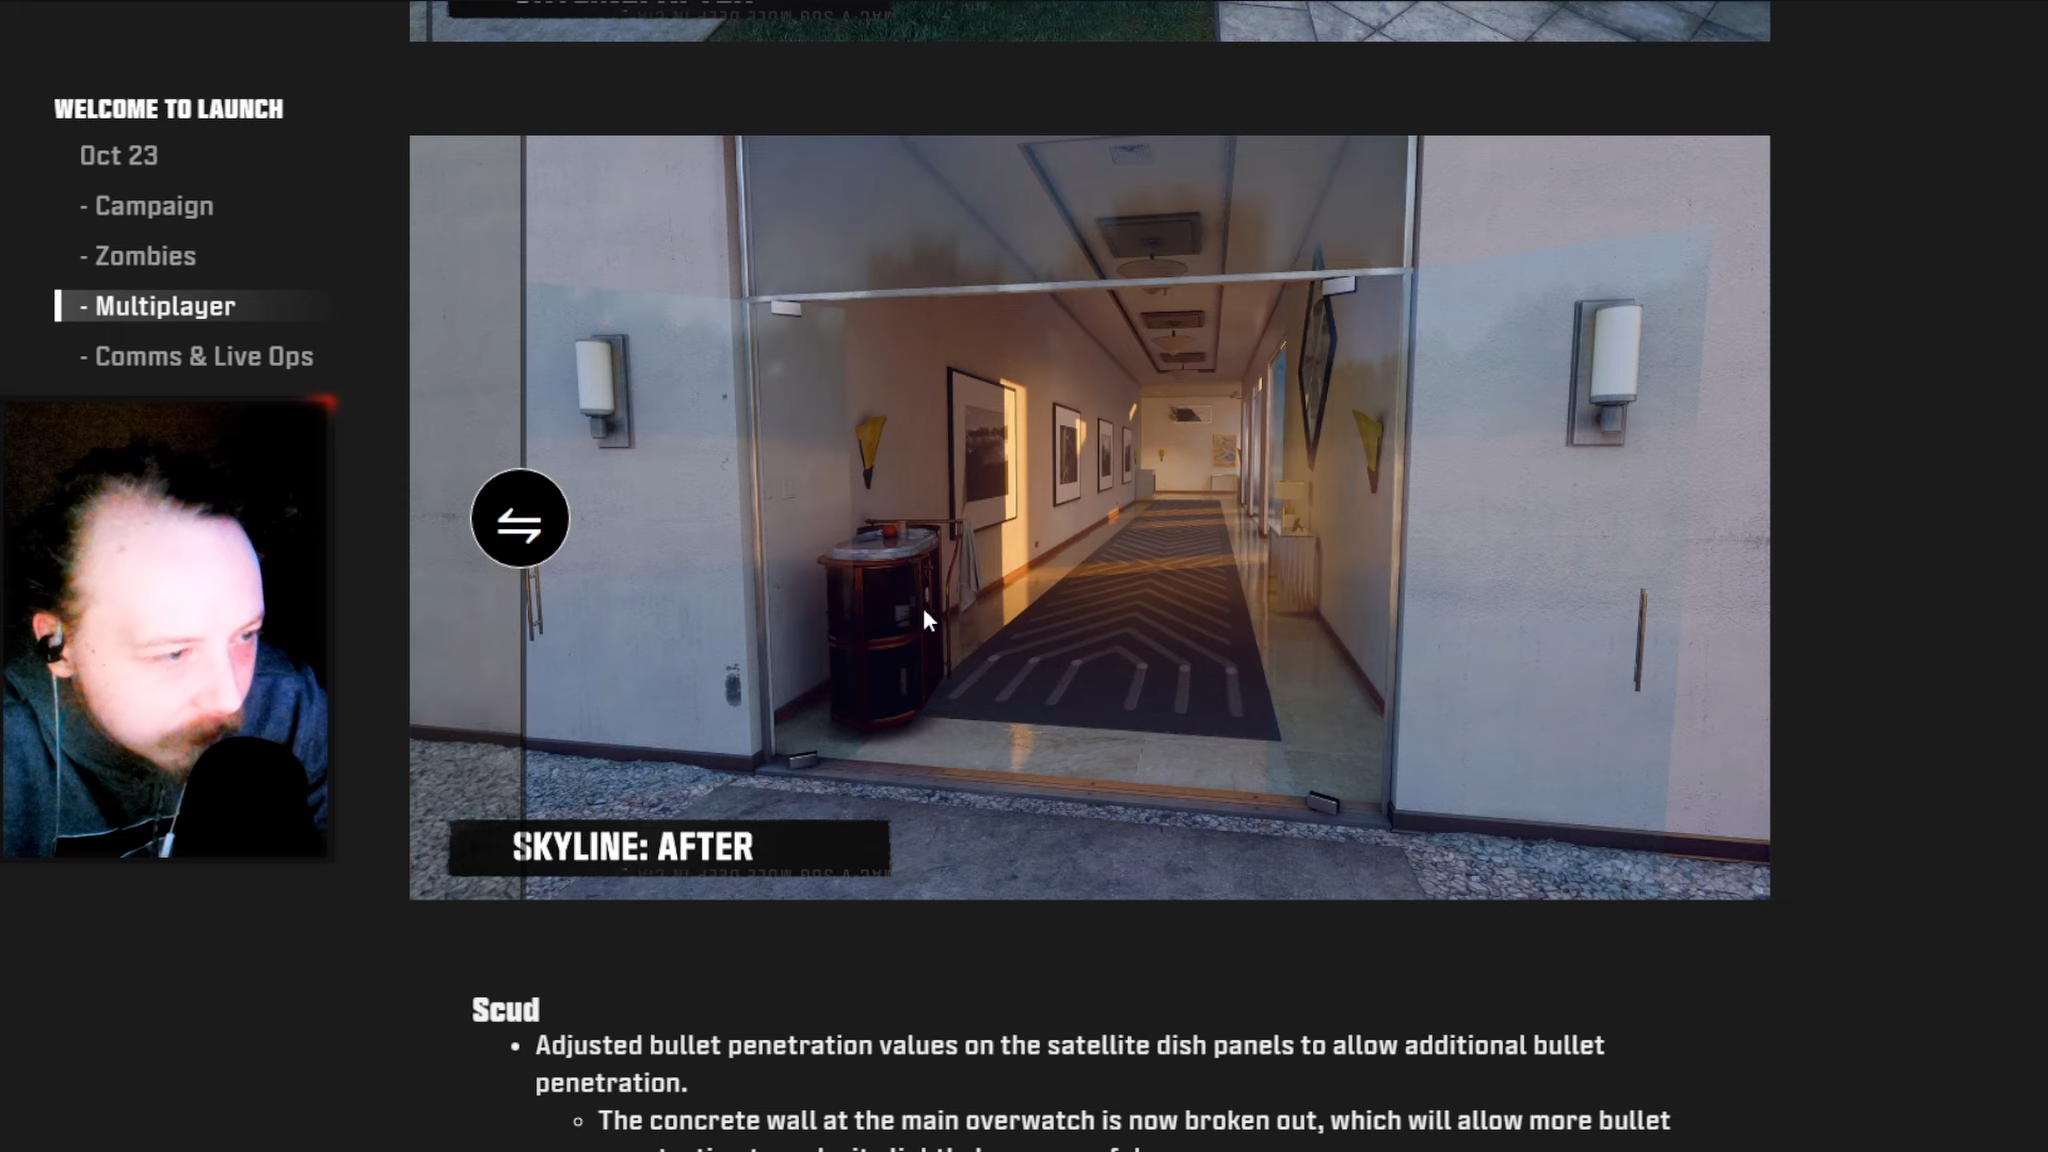 WELCOME TO LAUNCH
Oct 23
- Campaign
- Zombies
- Multiplayer
- Comms & Live Ops
SKYLINE: AFTER
Scud
• Adjusted bullet penetration values on the satellite dish panels to allow additional bullet
penetration.
◦ The concrete wall at the main overwatch is now broken out, which will allow more bullet